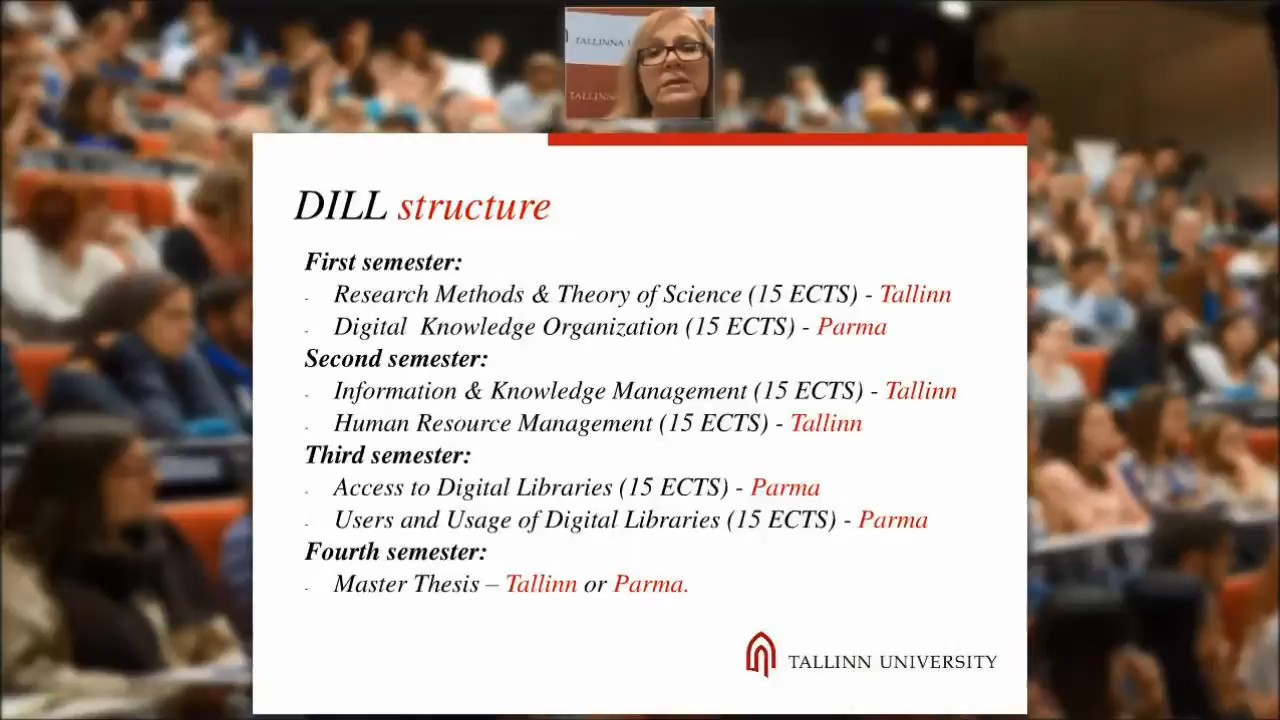 TALLINNA
TALLINN
DILL structure
First semester:
- Research Methods & Theory of Science (15 ECTS) - Tallinn
- Digital Knowledge Organization (15 ECTS) - Parma
Second semester:
- Information & Knowledge Management (15 ECTS) - Tallinn
- Human Resource Management (15 ECTS) - Tallinn
Third semester:
- Access to Digital Libraries (15 ECTS) - Parma
- Users and Usage of Digital Libraries (15 ECTS) - Parma
Fourth semester:
- Master Thesis – Tallinn or Parma.
TALLINN UNIVERSITY